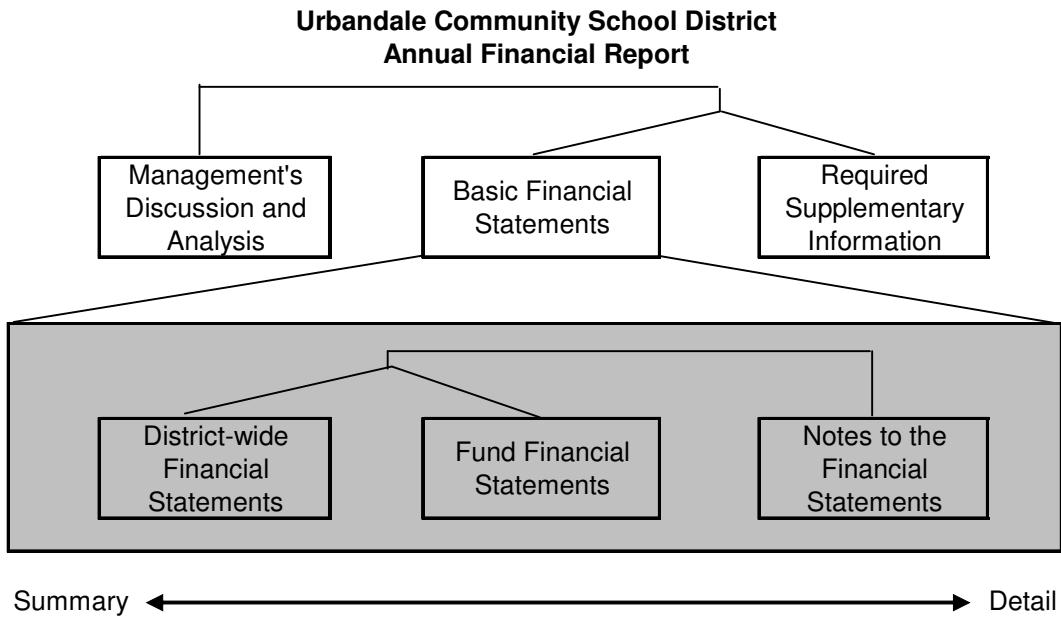 Urbandale Community School District
Annual Financial Report
Management's
Discussion and
Analysis
Basic Financial
Statements
Required
Supplementary
Information
District-wide
Financial
Statements
Fund Financial
Statements
Notes to the
Financial
Statements
Summary
Detail